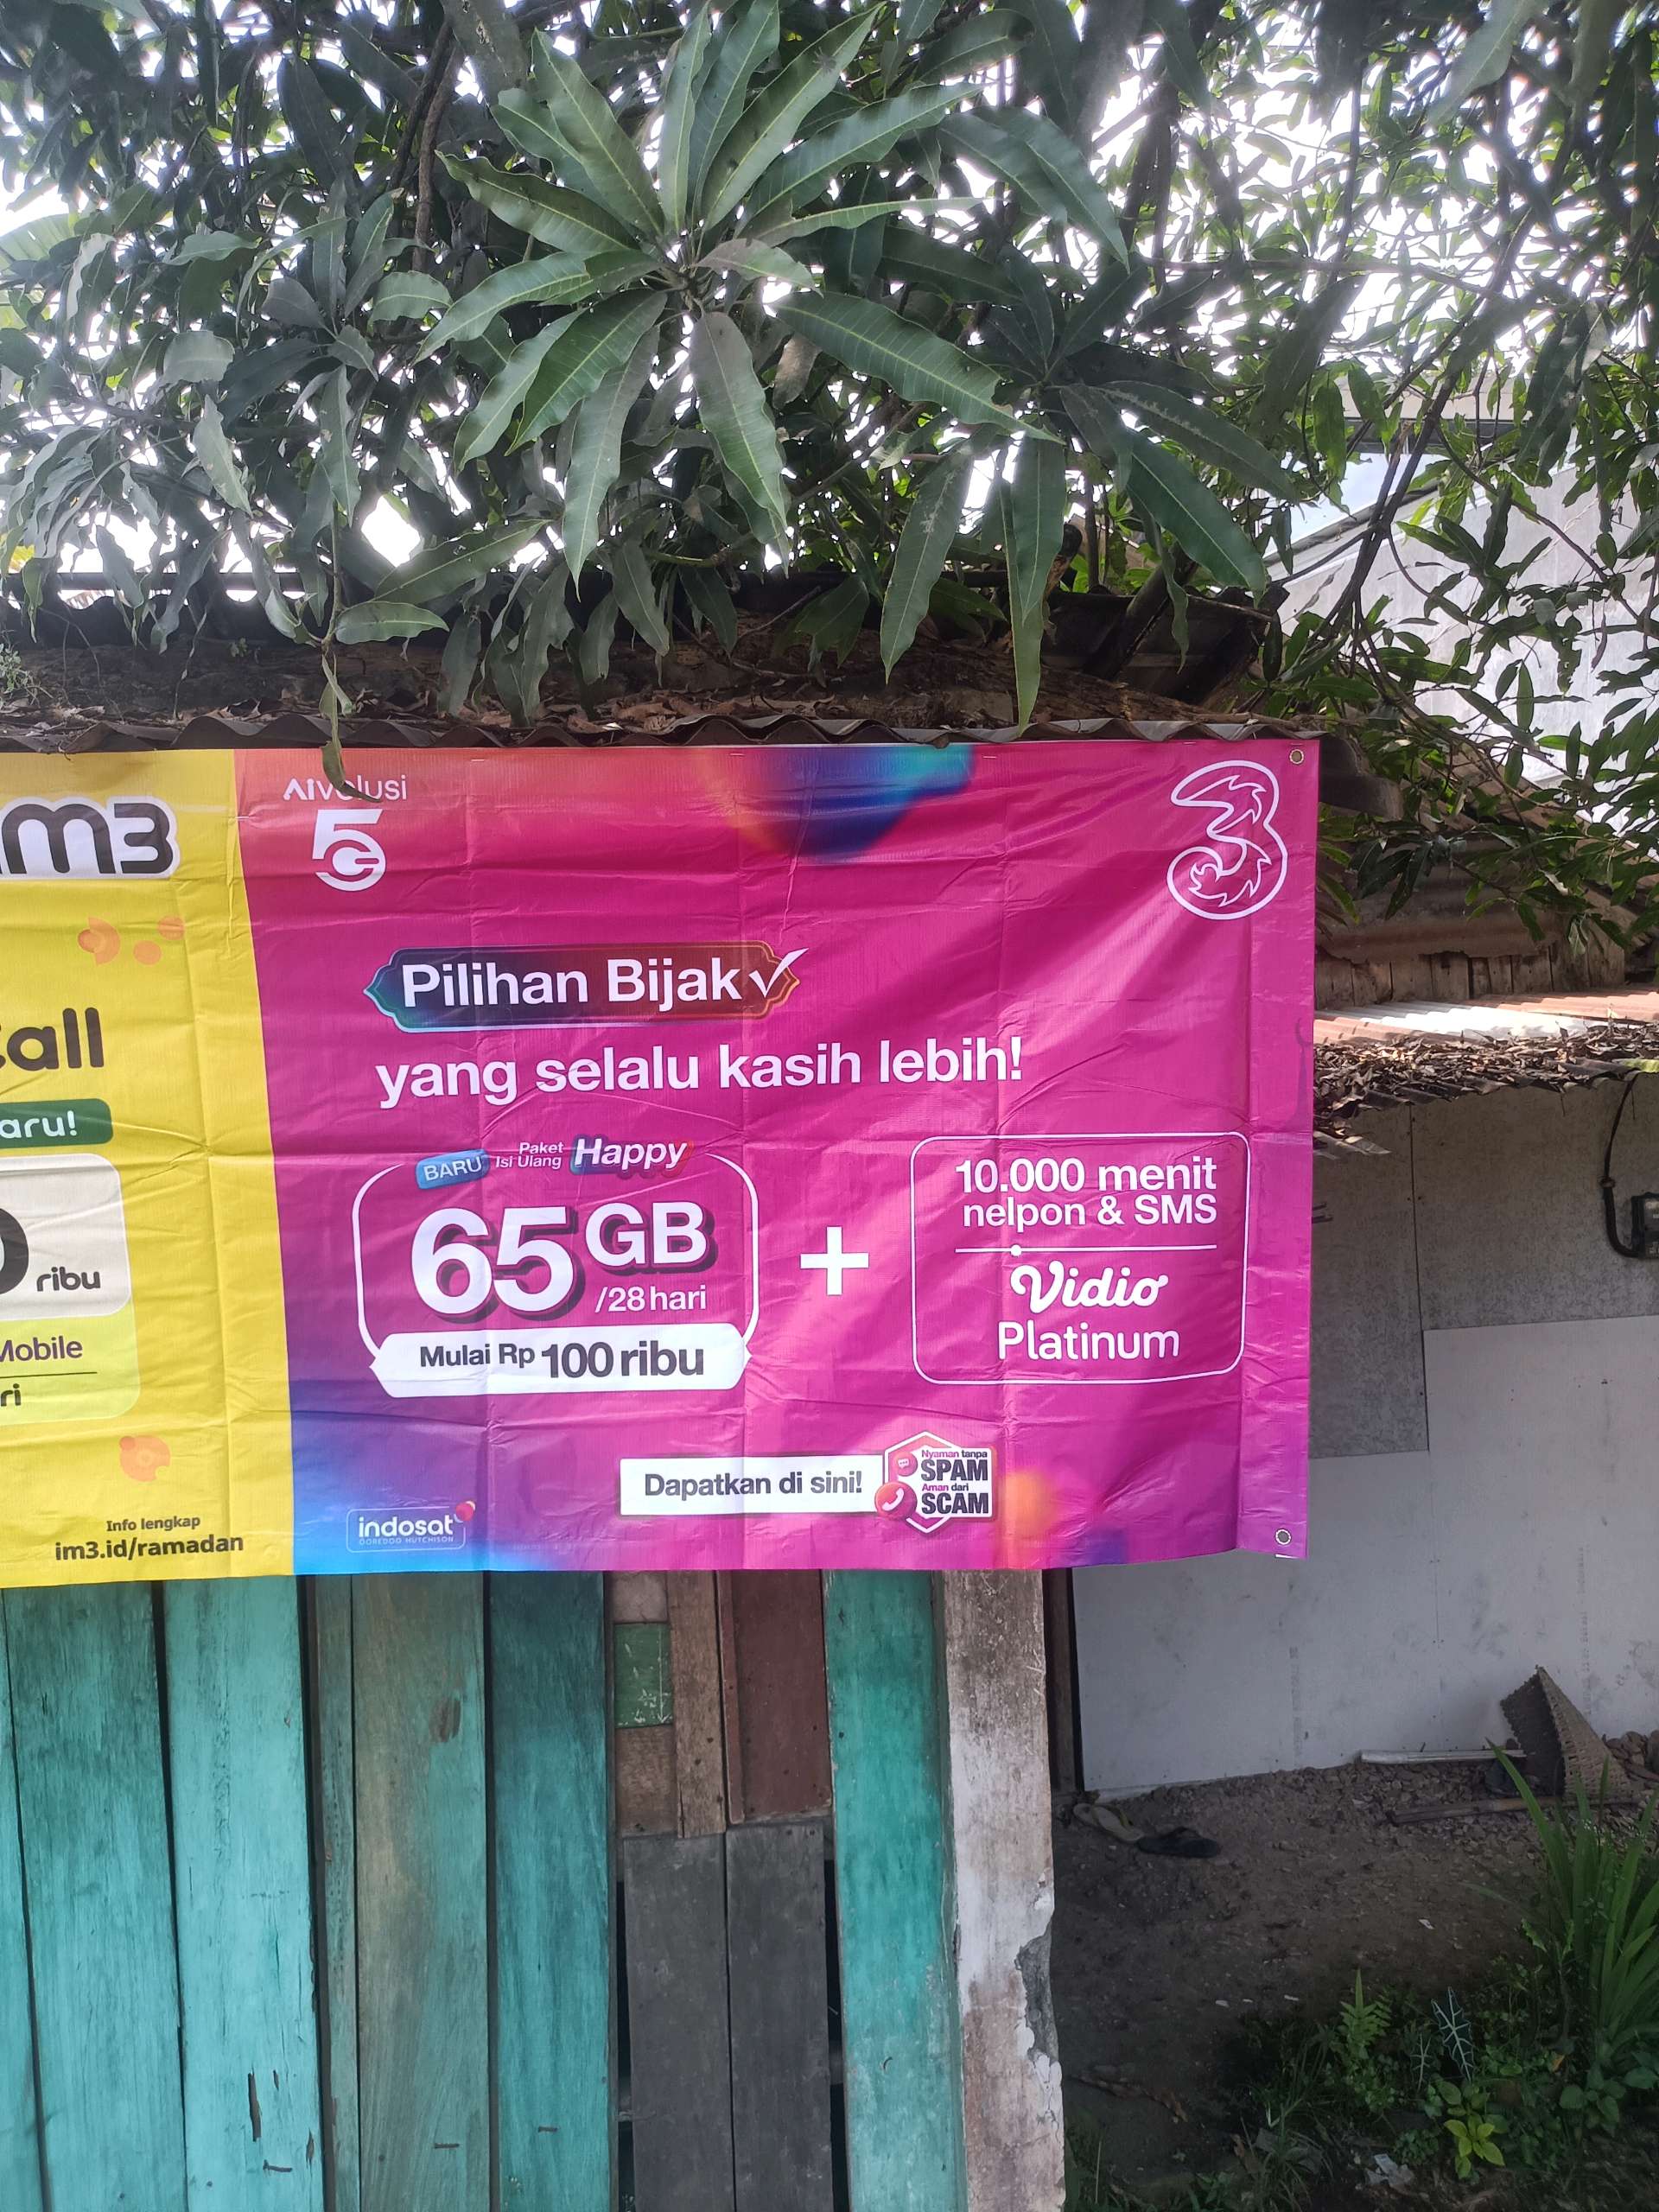 im3
call
aru!
ribu
Mobile
ri
Info lengkap
im3.id/ramadan
AIvolusi
5G
3
Pilihan Bijak
yang selalu kasih lebih!
BARU Paket Isi Ulang Happy
65 GB
/28 hari
Mulai Rp 100 ribu
+
10.000 menit
nelpon & SMS
Vidio
Platinum
Dapatkan di sini!
Nyaman tanpa
SPAM
Aman dari
SCAM
indosat
OOREDOO HUTCHISON